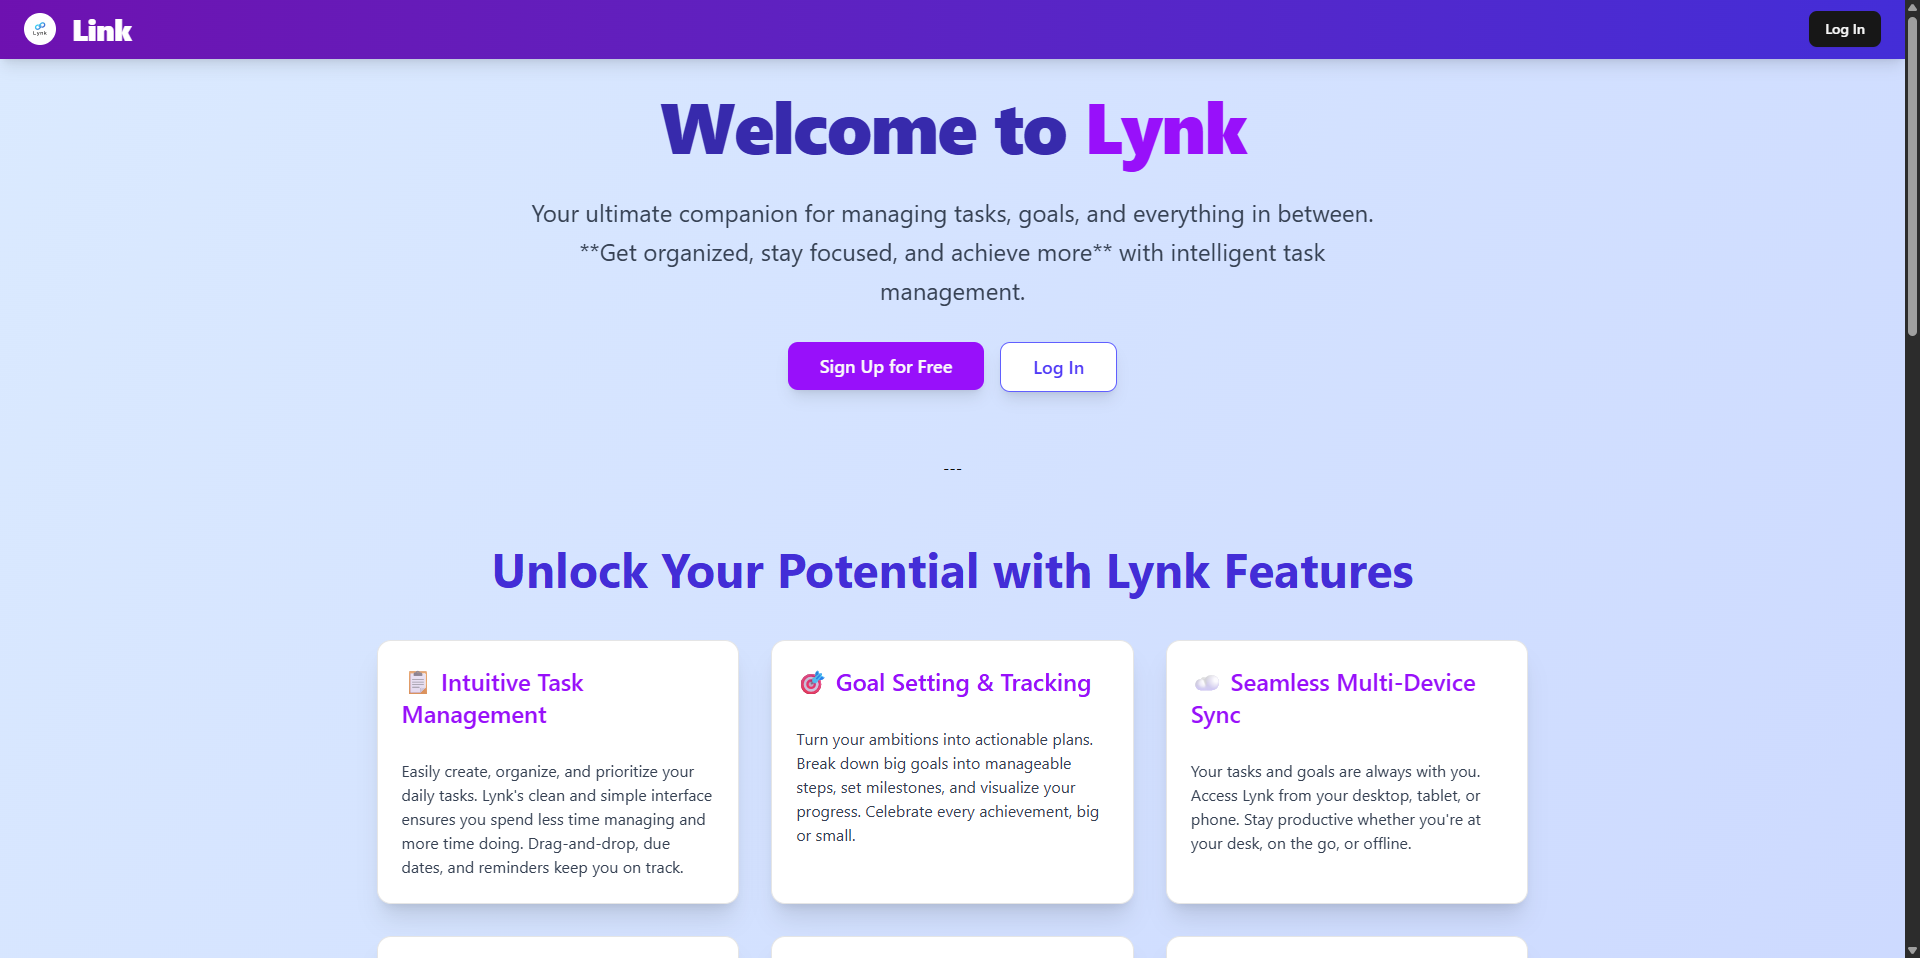 Lynk
Link
Log In
Welcome to Lynk
Your ultimate companion for managing tasks, goals, and everything in between.
**Get organized, stay focused, and achieve more** with intelligent task
management.
Sign Up for Free
Log In
---
Unlock Your Potential with Lynk Features
📋 Intuitive Task
Management
Easily create, organize, and prioritize your
daily tasks. Lynk's clean and simple interface
ensures you spend less time managing and
more time doing. Drag-and-drop, due
dates, and reminders keep you on track.
🎯 Goal Setting & Tracking
Turn your ambitions into actionable plans.
Break down big goals into manageable
steps, set milestones, and visualize your
progress. Celebrate every achievement, big
or small.
☁️ Seamless Multi-Device
Sync
Your tasks and goals are always with you.
Access Lynk from your desktop, tablet, or
phone. Stay productive whether you're at
your desk, on the go, or offline.